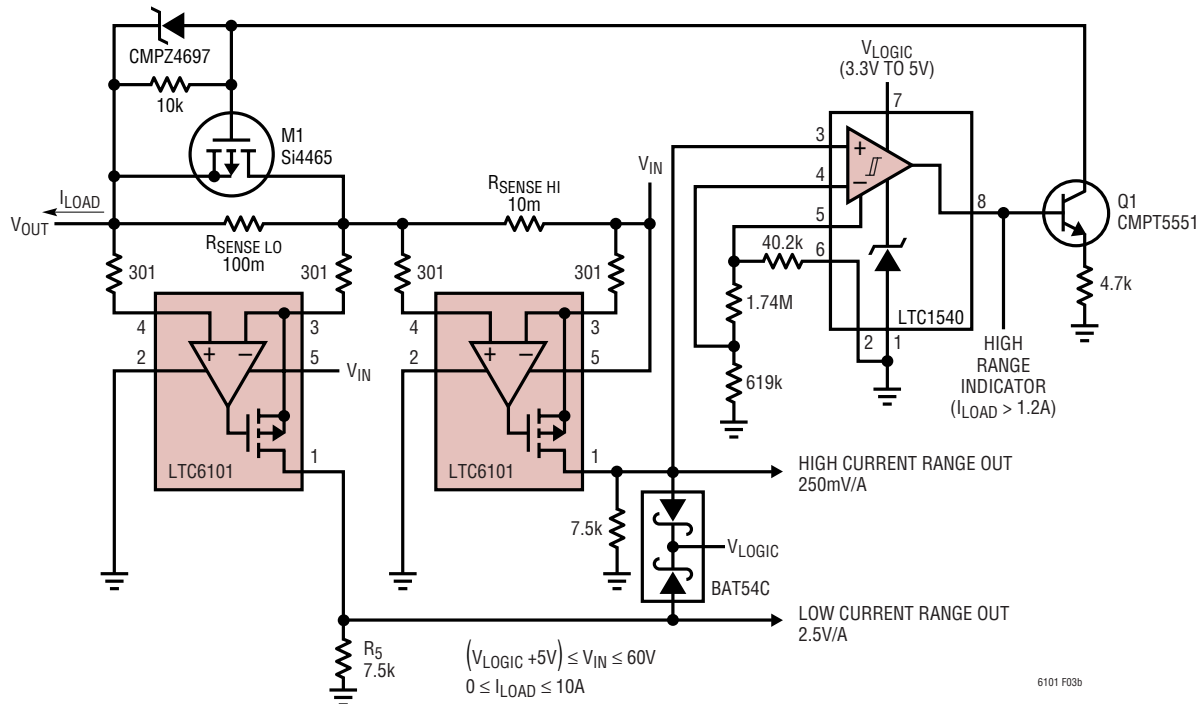 CMPZ4697
10k
M1
Si4465
VLOGIC
(3.3V TO 5V)
7
3
4
5
6
8
2
1
+
–
40.2k
1.74M
619k
LTC1540
Q1
CMPT5551
4.7k
HIGH
RANGE
INDICATOR
(ILOAD > 1.2A)
ILOAD
VOUT
RSENSE LO
100m
RSENSE HI
10m
VIN
301
301
301
301
4
3
2
5
1
+
–
VIN
LTC6101
4
3
2
5
1
+
–
LTC6101
HIGH CURRENT RANGE OUT
250mV/A
7.5k
VLOGIC
BAT54C
LOW CURRENT RANGE OUT
2.5V/A
R5
7.5k
(VLOGIC +5V) ≤ VIN ≤ 60V
0 ≤ ILOAD ≤ 10A
6101 F03b